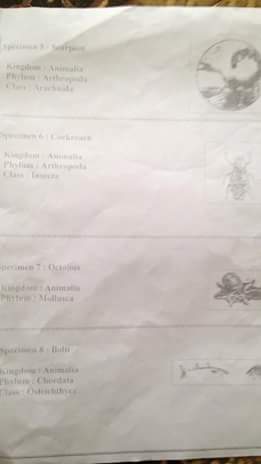 Specimen 5 : Scorpion
Kingdom : Animalia
Phylum : Arthropoda
Class : Arachnida
Specimen 6 : Cockroach
Kingdom : Animalia
Phylum : Arthropoda
Class : Insecta
Specimen 7 : Octopus
Kingdom : Animalia
Phylum : Mollusca
Specimen 8 :
Kingdom : Animalia
Phylum : Chordata
Class : Osteichthyes